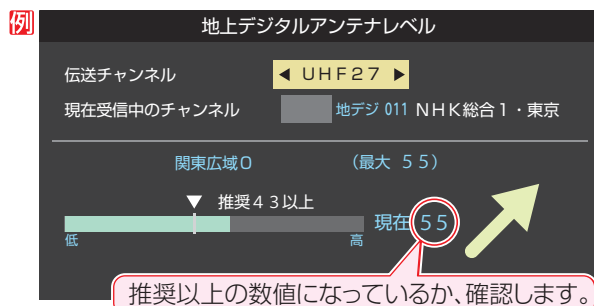 例
地上デジタルアンテナレベル
伝送チャンネル ◀ UHF27 ▶
現在受信中のチャンネル 地デジ 011 NHK総合1・東京
関東広域0 (最大 55)
▼ 推奨43以上
低 高 現在 55
推奨以上の数値になっているか、確認します。